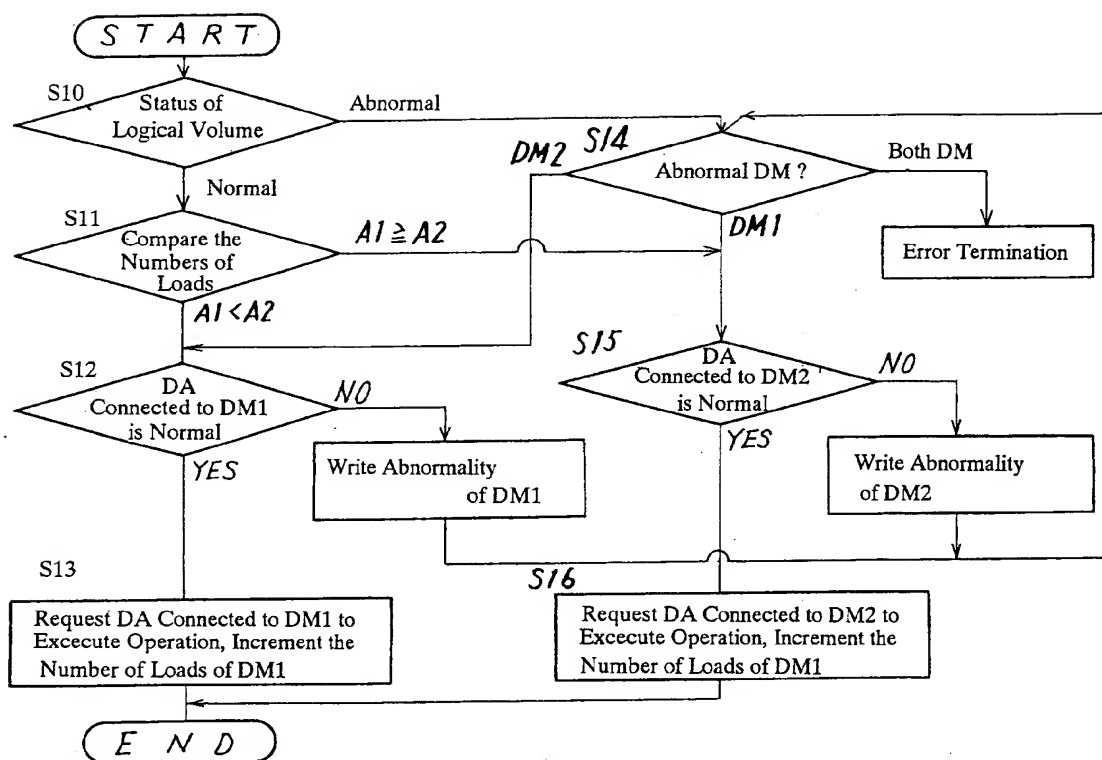 START
S10
Status of
Logical Volume
Abnormal
Normal
S14
DM2
Abnormal DM ?
Both DM
DM1
Error Termination
S11
Compare the
Numbers of
Loads
A1 ≧ A2
A1 < A2
S12
DA
Connected to DM1
is Normal
NO
YES
Write Abnormality
of DM1
S15
DA
Connected to DM2
is Normal
NO
YES
Write Abnormality
of DM2
S13
Request DA Connected to DM1 to
Excecute Operation, Increment the
Number of Loads of DM1
S16
Request DA Connected to DM2 to
Excecute Operation, Increment the
Number of Loads of DM1
END